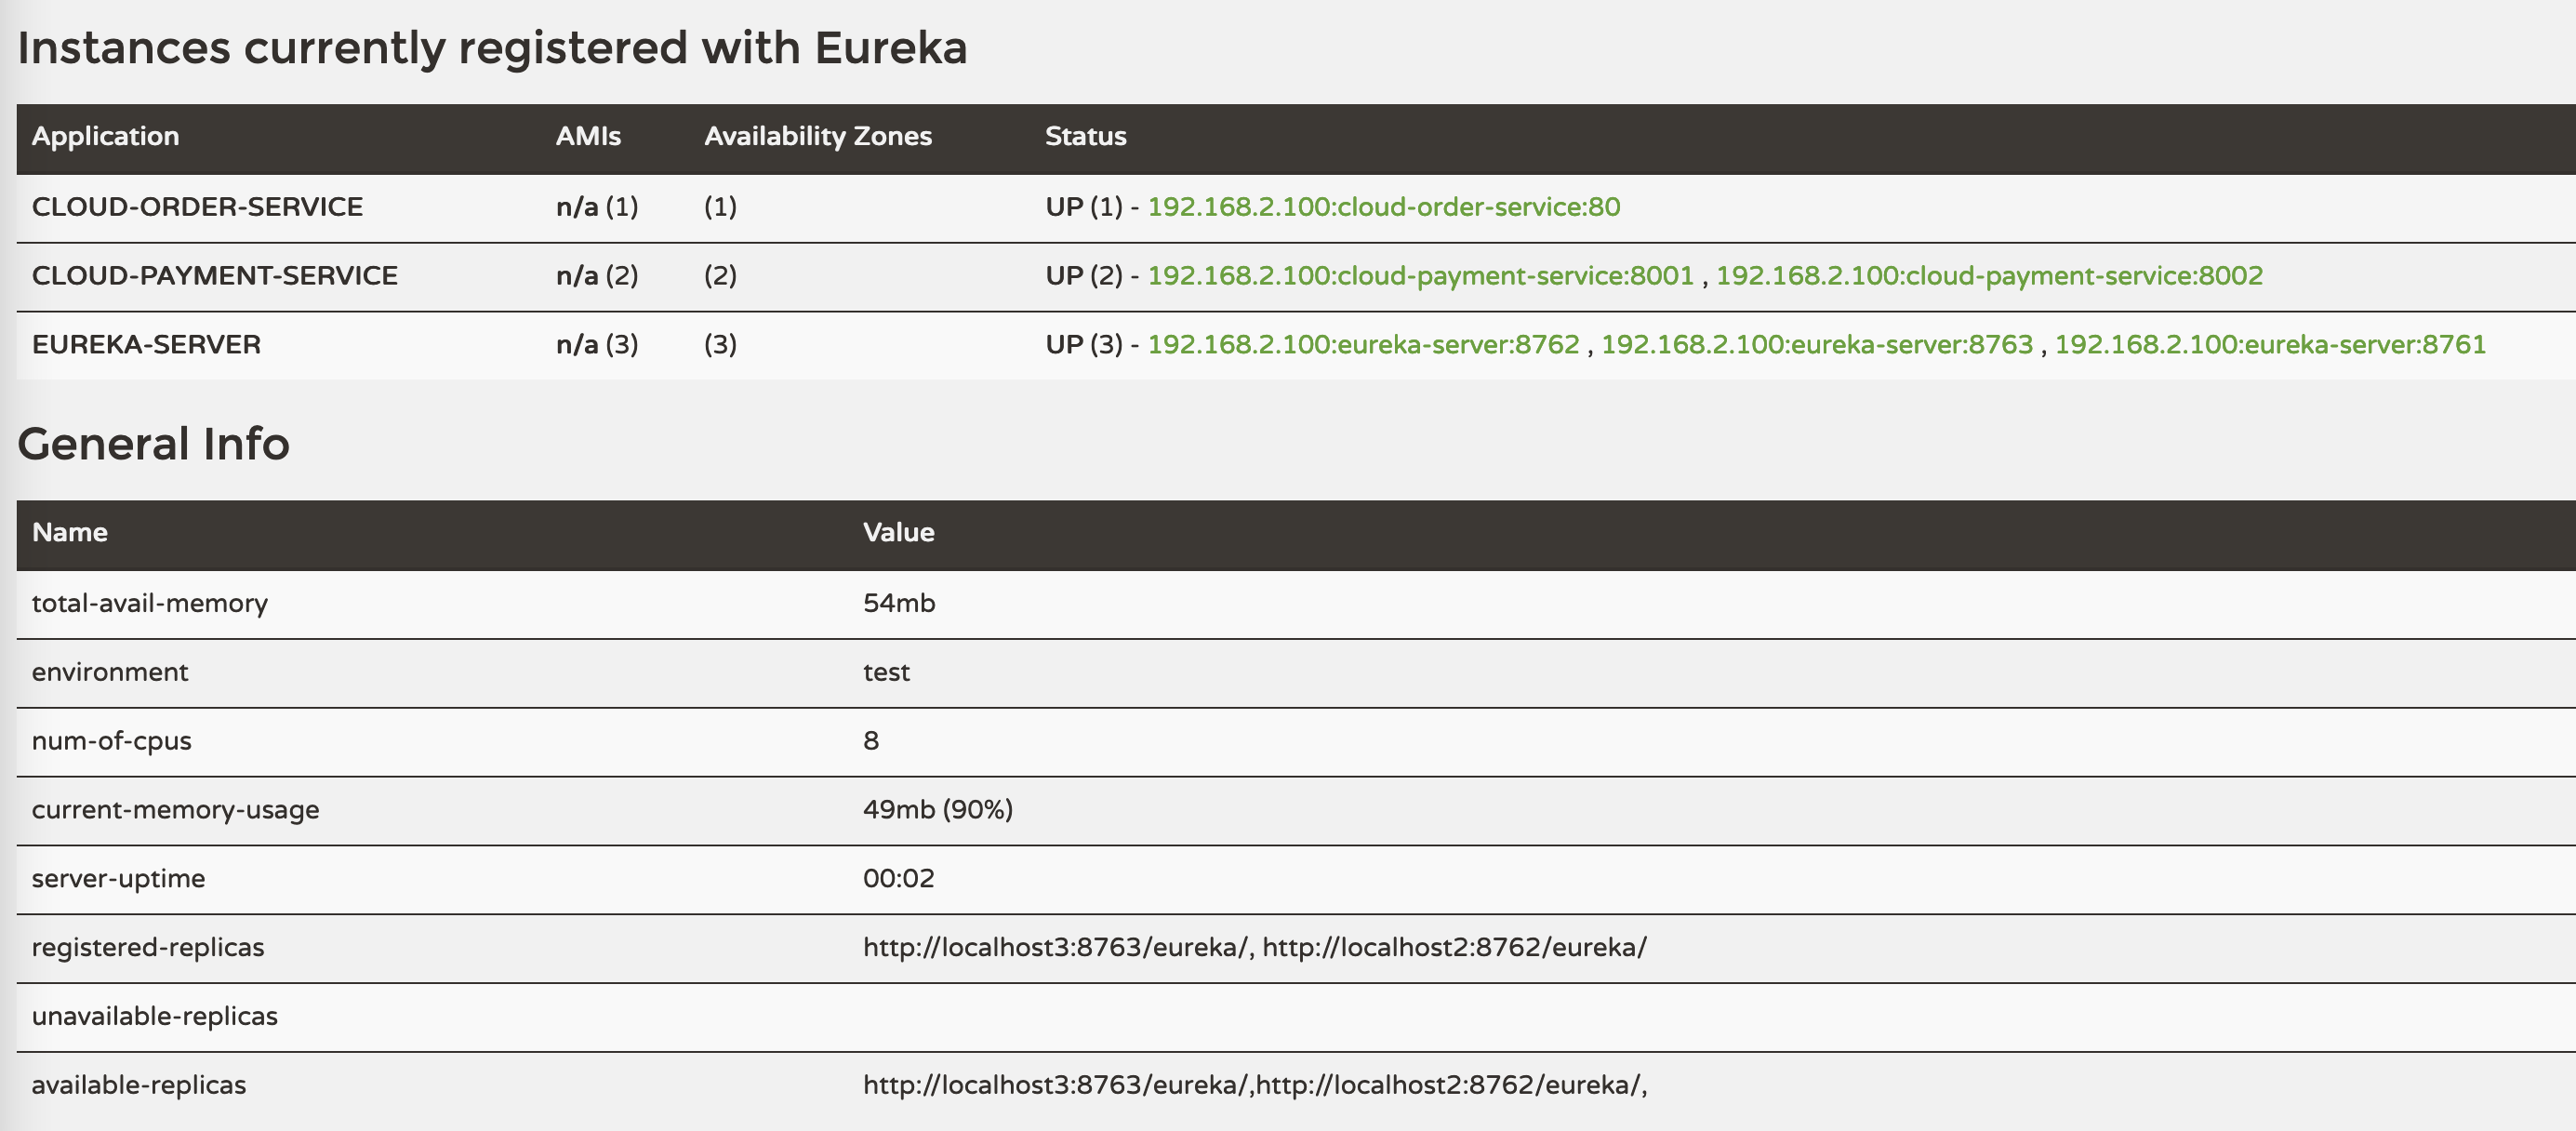 Instances currently registered with Eureka
Application AMIs Availability Zones Status
CLOUD-ORDER-SERVICE n/a (1) (1) UP (1) - 192.168.2.100:cloud-order-service:80
CLOUD-PAYMENT-SERVICE n/a (2) (2) UP (2) - 192.168.2.100:cloud-payment-service:8001 , 192.168.2.100:cloud-payment-service:8002
EUREKA-SERVER n/a (3) (3) UP (3) - 192.168.2.100:eureka-server:8762 , 192.168.2.100:eureka-server:8763 , 192.168.2.100:eureka-server:8761
General Info
Name Value
total-avail-memory 54mb
environment test
num-of-cpus 8
current-memory-usage 49mb (90%)
server-uptime 00:02
registered-replicas http://localhost3:8763/eureka/, http://localhost2:8762/eureka/
unavailable-replicas
available-replicas http://localhost3:8763/eureka/,http://localhost2:8762/eureka/,